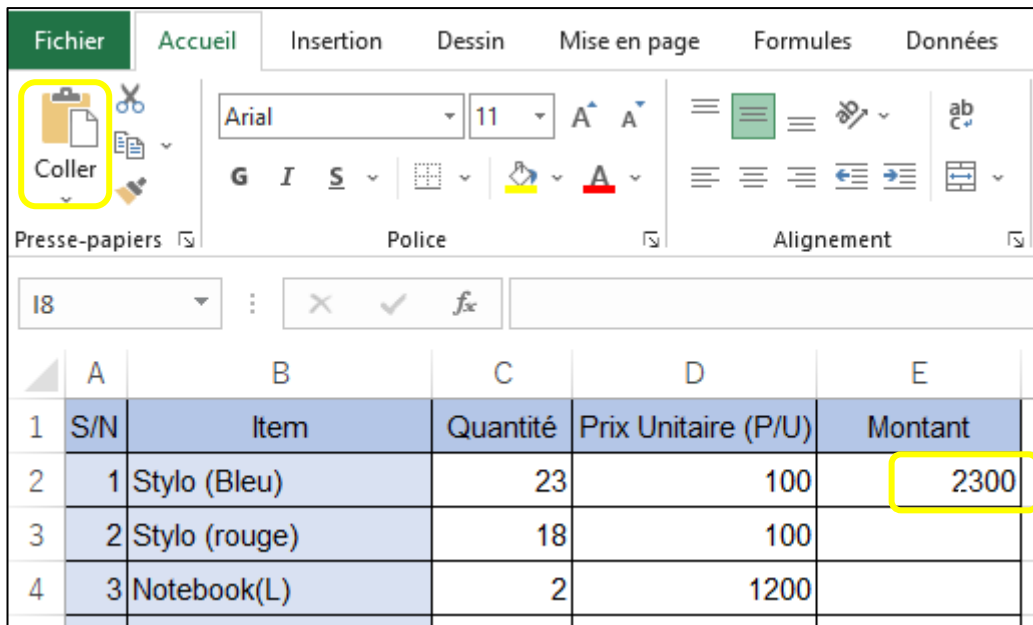 Fichier Accueil Insertion Dessin Mise en page Formules Données
Arial 11 A A ab
Coller G I S A
Presse-papiers Police Alignement
I8 fx
A B C D E
1 S/N Item Quantité Prix Unitaire (P/U) Montant
2 1 Stylo (Bleu) 23 100 2300
3 2 Stylo (rouge) 18 100
4 3 Notebook(L) 2 1200